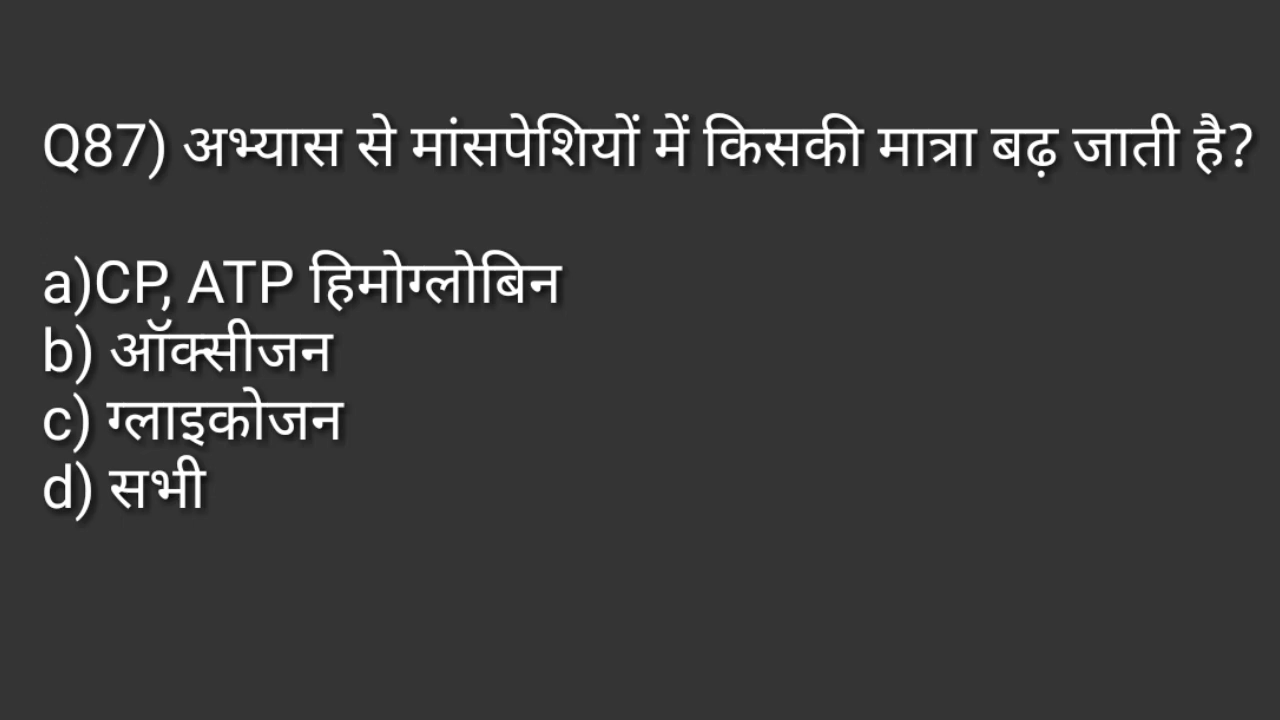 Q87) अभ्यास से मांसपेशियों में किसकी मात्रा बढ़ जाती है?
a)CP, ATP हिमोग्लोबिन
b) ऑक्सीजन
c) ग्लाइकोजन
d) सभी